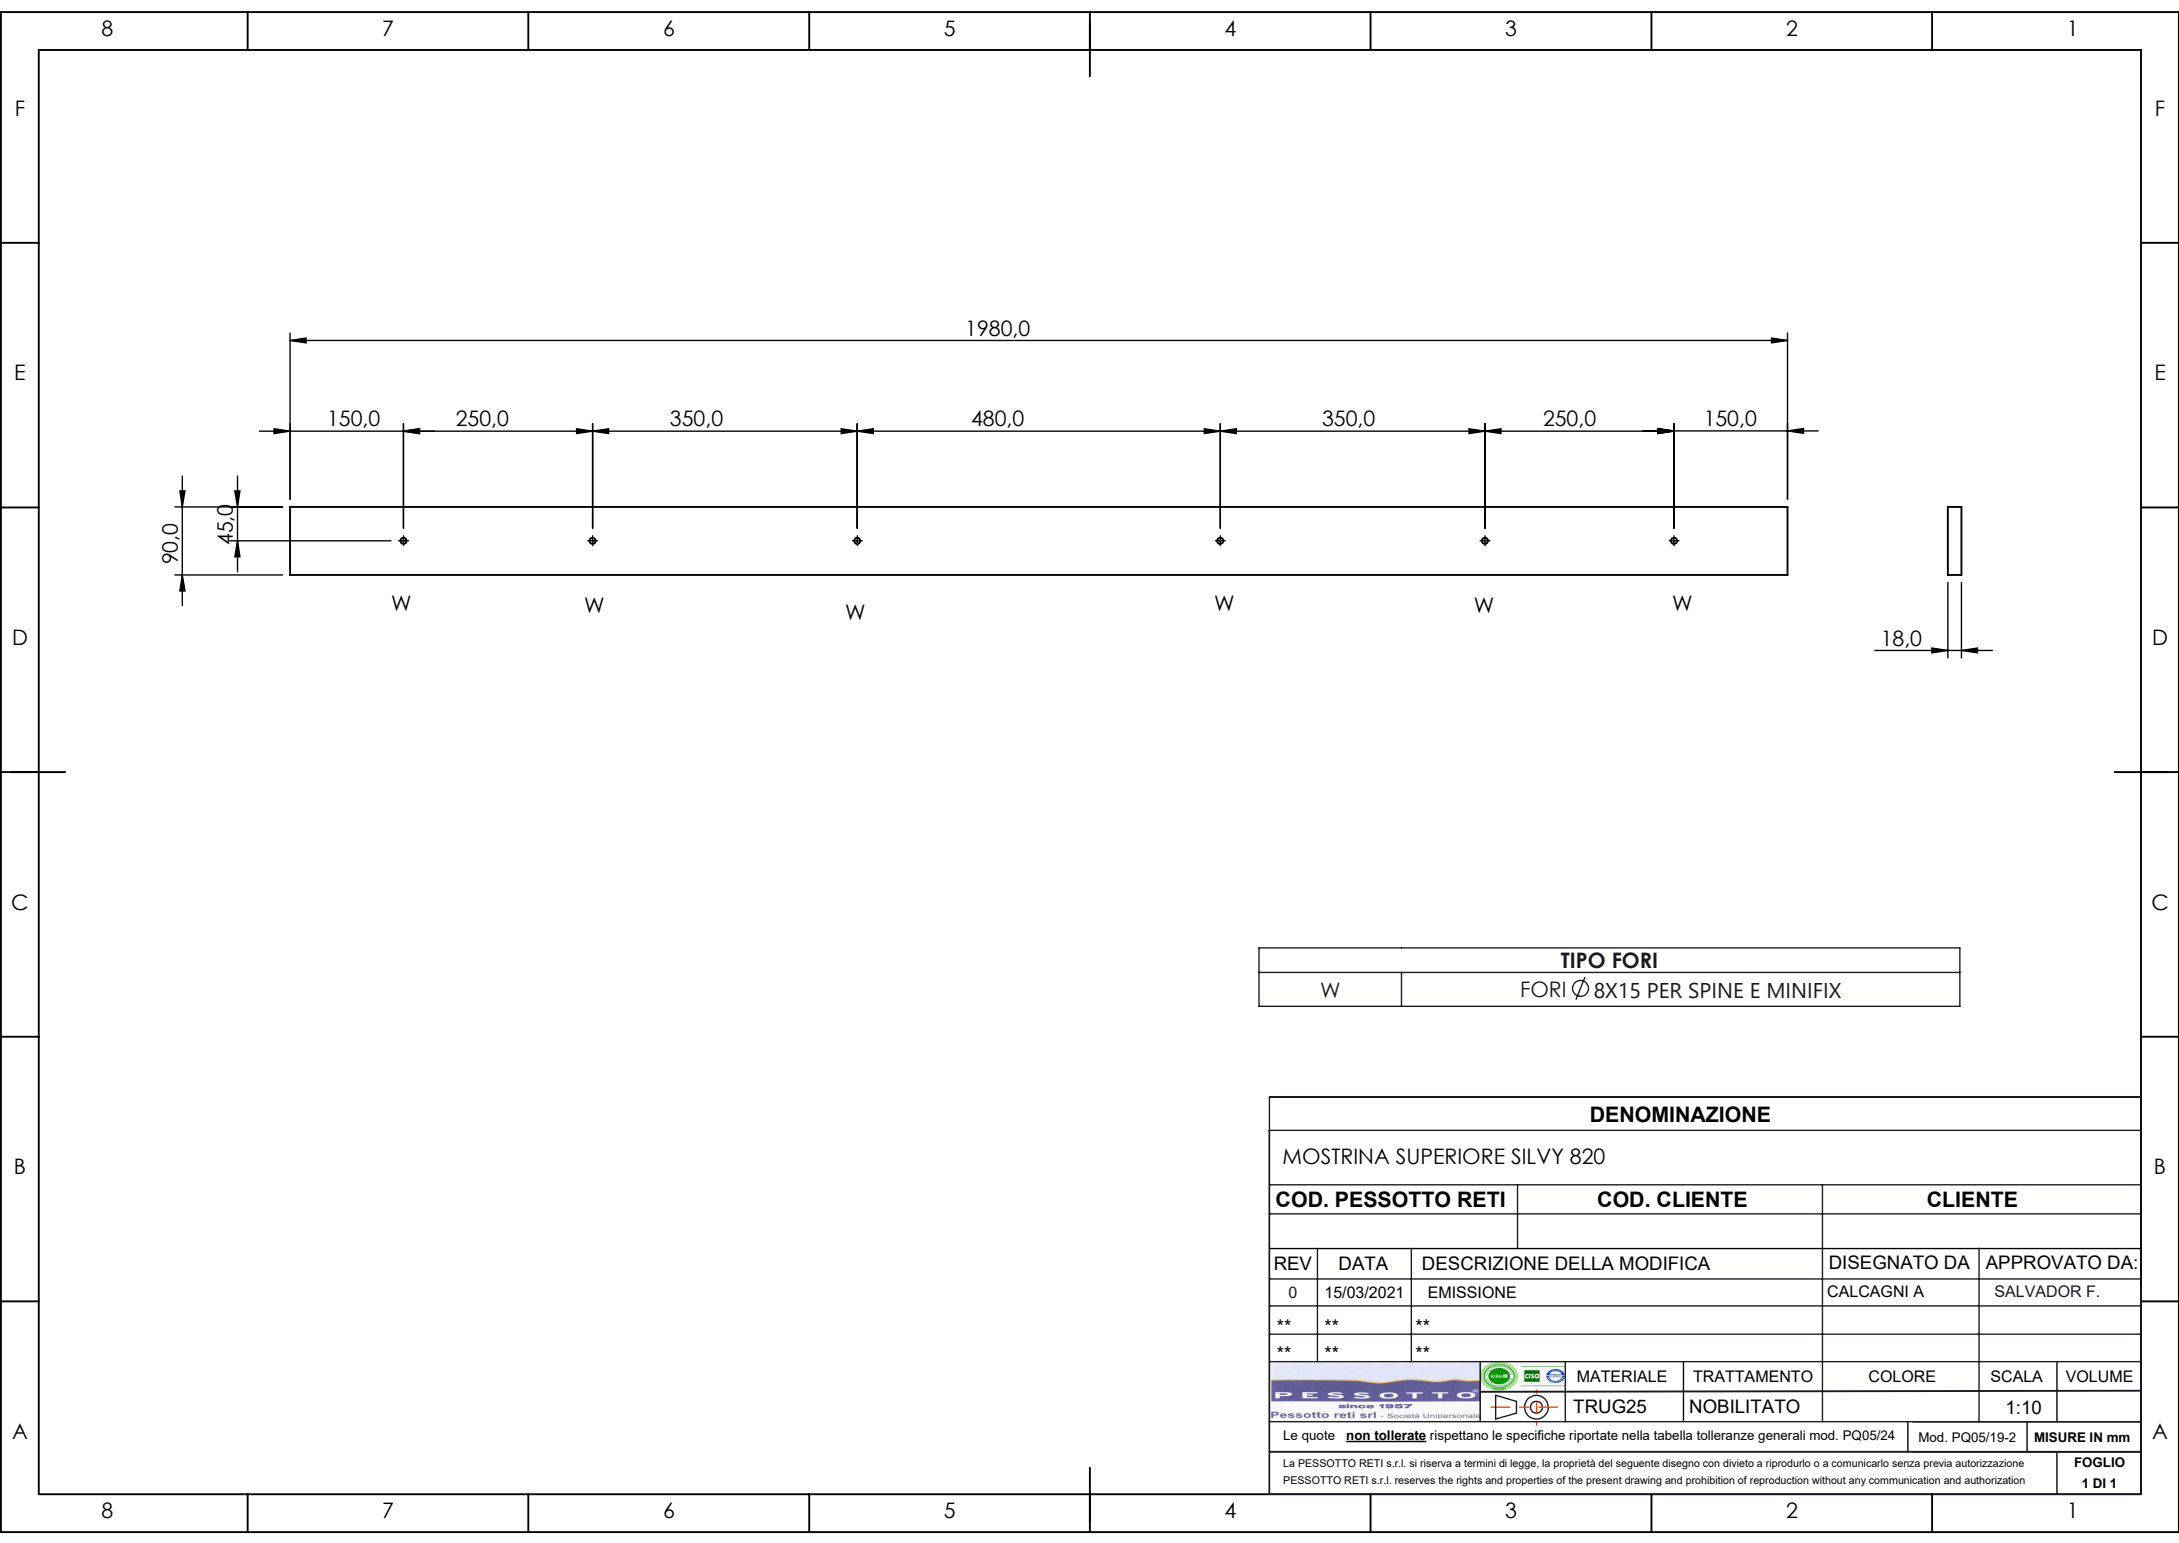 8 7 6 5 4 3 2 1
F F
E E
1980,0
150,0 250,0 350,0 480,0 350,0 250,0 150,0
90,0 45,0
W W W W W W
D D
18,0
C C
TIPO FORI
W FORI Ø 8X15 PER SPINE E MINIFIX
DENOMINAZIONE
MOSTRINA SUPERIORE SILVY 820
B B
COD. PESSOTTO RETI COD. CLIENTE CLIENTE
REV DATA DESCRIZIONE DELLA MODIFICA DISEGNATO DA APPROVATO DA:
0 15/03/2021 EMISSIONE CALCAGNI A SALVADOR F.
** ** **
** ** **
MATERIALE TRATTAMENTO COLORE SCALA VOLUME
CISQ
PESSOTTO
since 1957
Pessotto reti srl - Società Unipersonale
TRUG25 NOBILITATO 1:10
A A
Le quote non tollerate rispettano le specifiche riportate nella tabella tolleranze generali mod. PQ05/24 Mod. PQ05/19-2 MISURE IN mm
La PESSOTTO RETI s.r.l. si riserva a termini di legge, la proprietà del seguente disegno con divieto a riprodurlo o a comunicarlo senza previa autorizzazione
PESSOTTO RETI s.r.l. reserves the rights and properties of the present drawing and prohibition of reproduction without any communication and authorization
FOGLIO
1 DI 1
8 7 6 5 4 3 2 1